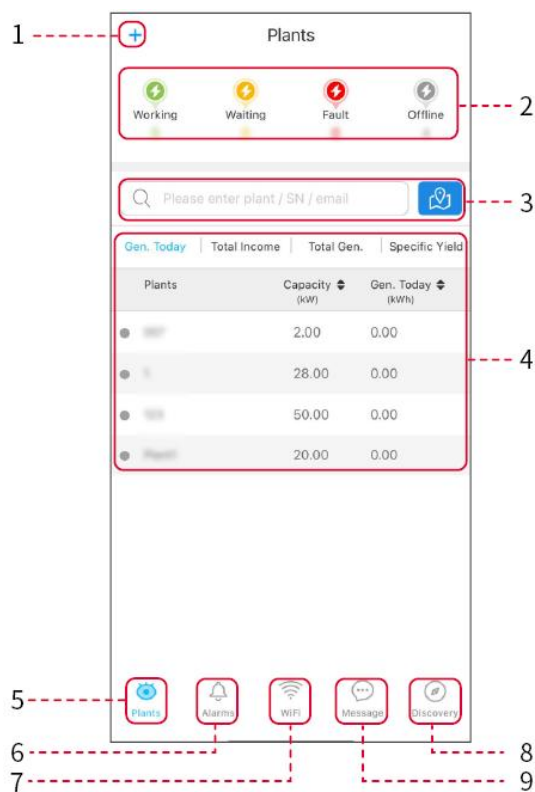 1
Plants
Working Waiting Fault Offline
2
Please enter plant / SN / email
3
Gen. Today Total Income Total Gen. Specific Yield
Plants Capacity Gen. Today
(kW) (kWh)
2.00 0.00
28.00 0.00
4
50.00 0.00
20.00 0.00
5
Plants Alarms WiFi Message Discovery
6 8
7 9